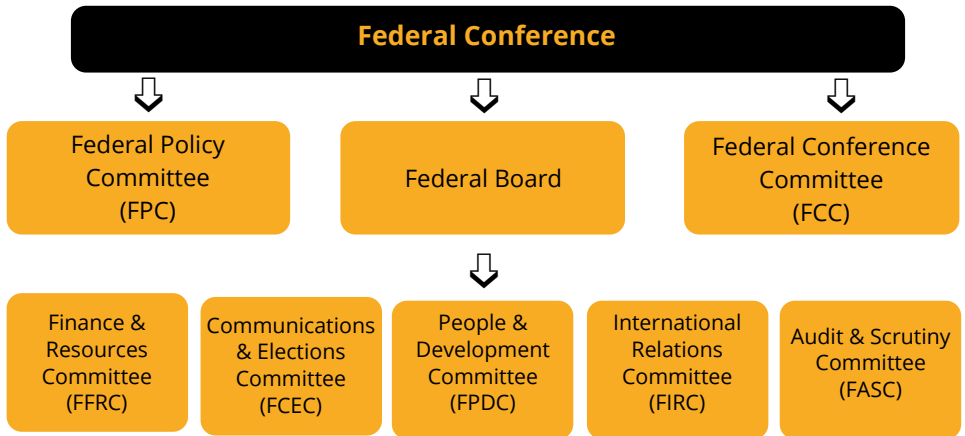 Federal Conference
Federal Policy
Committee
(FPC)
Federal Board
Federal Conference
Committee
(FCC)
Finance &
Resources
Committee
(FFRC)
Communications
& Elections
Committee
(FCEC)
People &
Development
Committee
(FPDC)
International
Relations
Committee
(FIRC)
Audit & Scrutiny
Committee
(FASC)